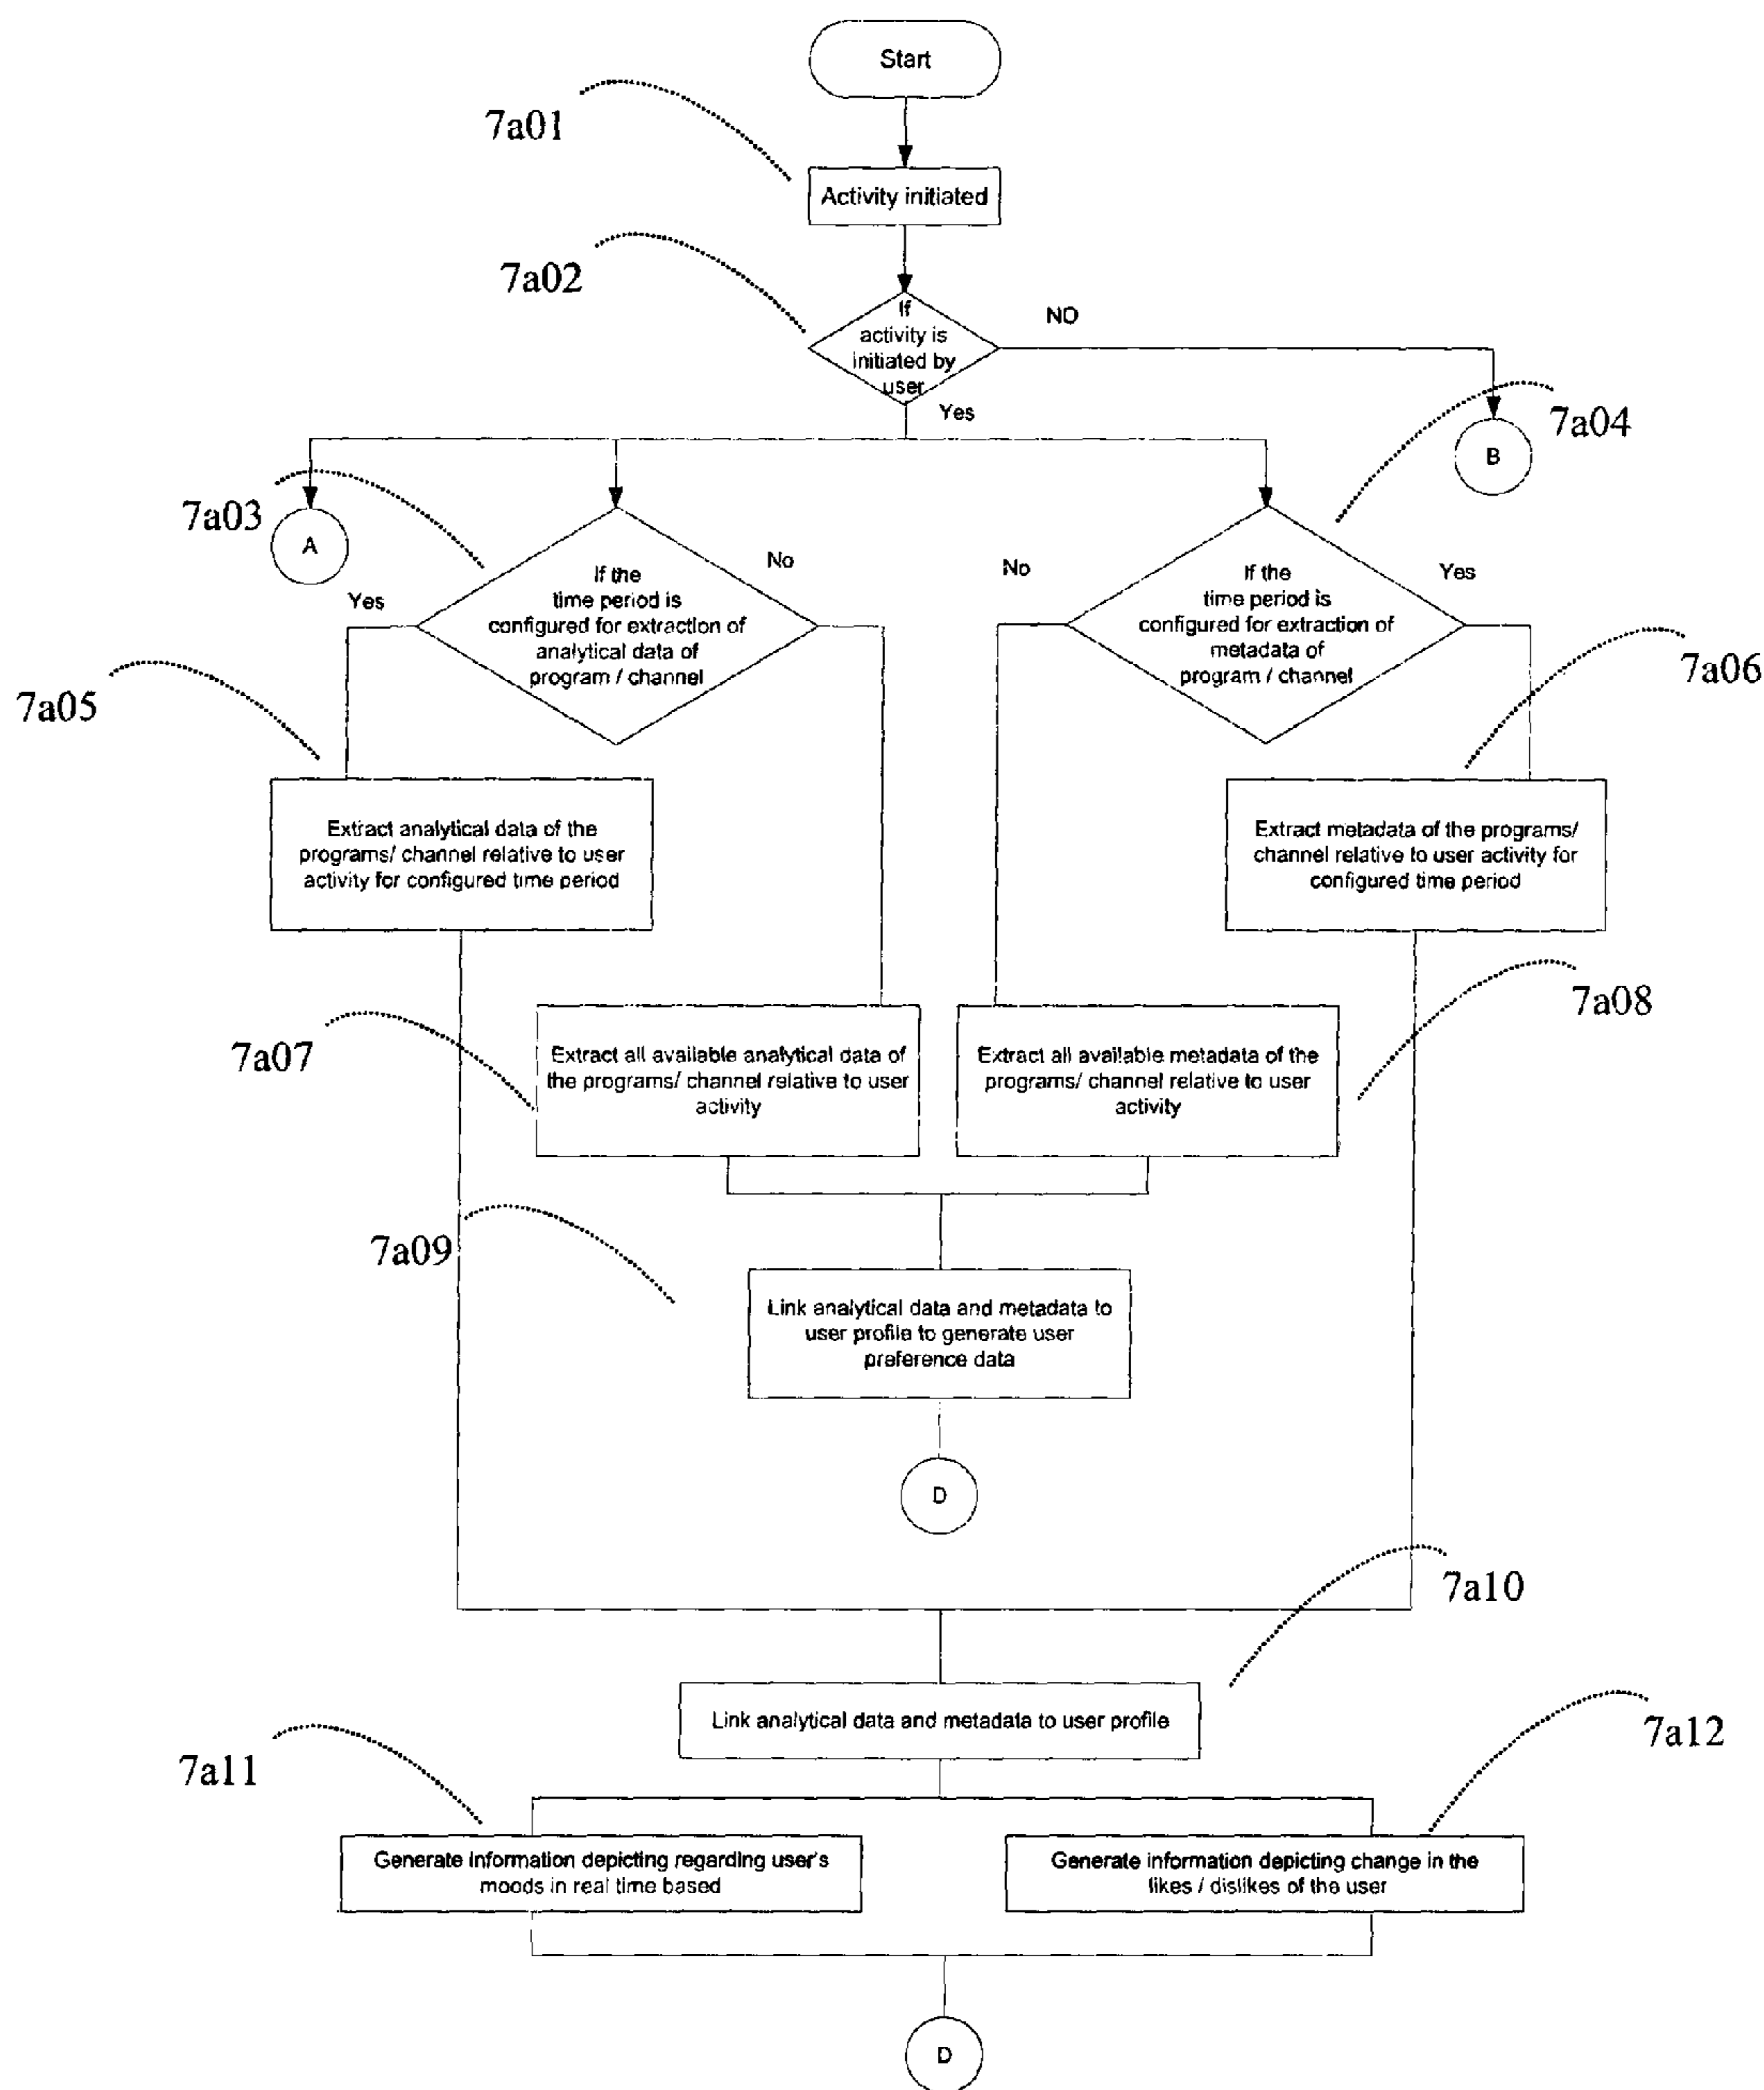 Start
7a01
Activity initiated
7a02
If
activity is
initiated by
user
NO
Yes
7a04
B
7a03
A
If the
time period is
configured for extraction of
analytical data of
program / channel
No
Yes
No
If the
time period is
configured for extraction of
metadata of
program / channel
Yes
7a05
7a06
Extract analytical data of the
programs/ channel relative to user
activity for configured time period
Extract metadata of the programs/
channel relative to user activity for
configured time period
7a07
7a08
Extract all available analytical data of
the programs/ channel relative to user
activity
Extract all available metadata of the
programs/ channel relative to user
activity
7a09
Link analytical data and metadata to
user profile to generate user
preference data
D
7a10
Link analytical data and metadata to user profile
7a11
7a12
Generate information depicting regarding user's
moods in real time based
Generate information depicting change in the
likes / dislikes of the user
D